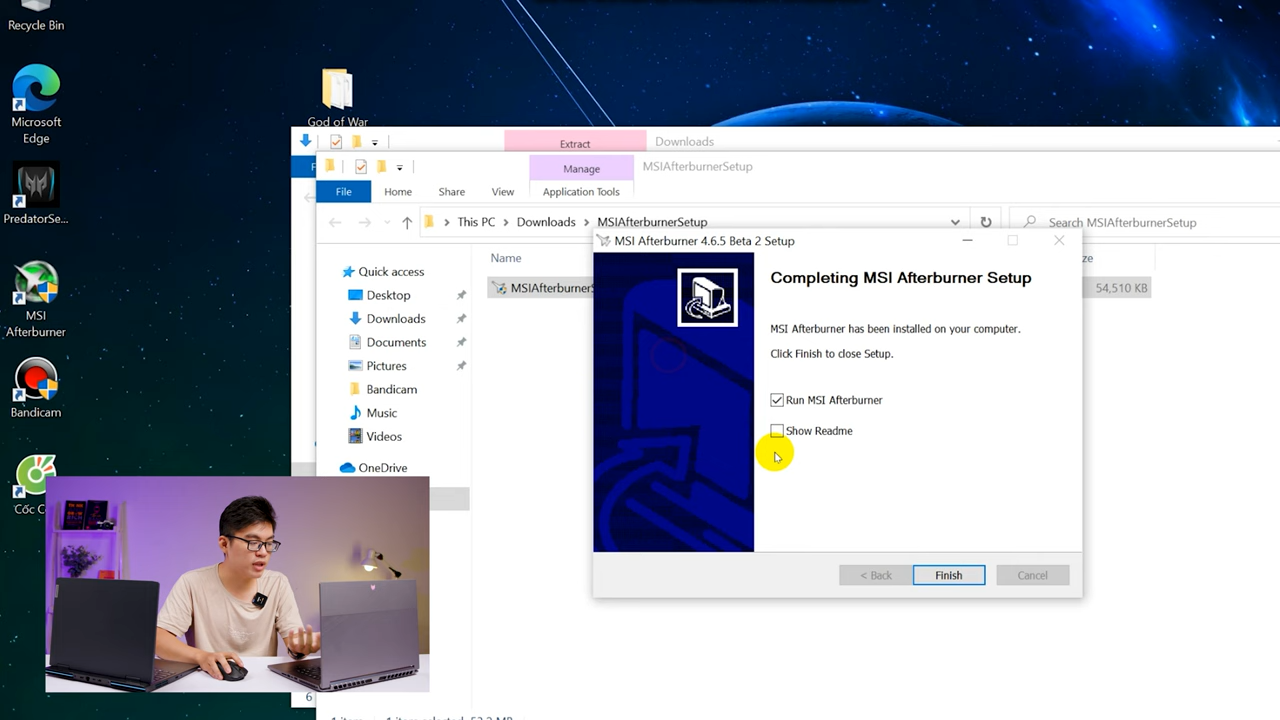 Recycle Bin
Microsoft
Edge
PredatorSe...
MSI
Afterburner
Bandicam
Cốc C
God of War
Extract
Downloads
F
Manage
MSIAfterburnerSetup
File
Home
Share
View
Application Tools
This PC
Downloads
MSIAfterburnerSetup
Search MSIAfterburnerSetup
Quick access
Desktop
Downloads
Documents
Pictures
Bandicam
Music
Videos
OneDrive
Name
ze
MSIAfterburnerS
54,510 KB
MSI Afterburner 4.6.5 Beta 2 Setup
Completing MSI Afterburner Setup
MSI Afterburner has been installed on your computer.
Click Finish to close Setup.
Run MSI Afterburner
Show Readme
< Back
Finish
Cancel
6